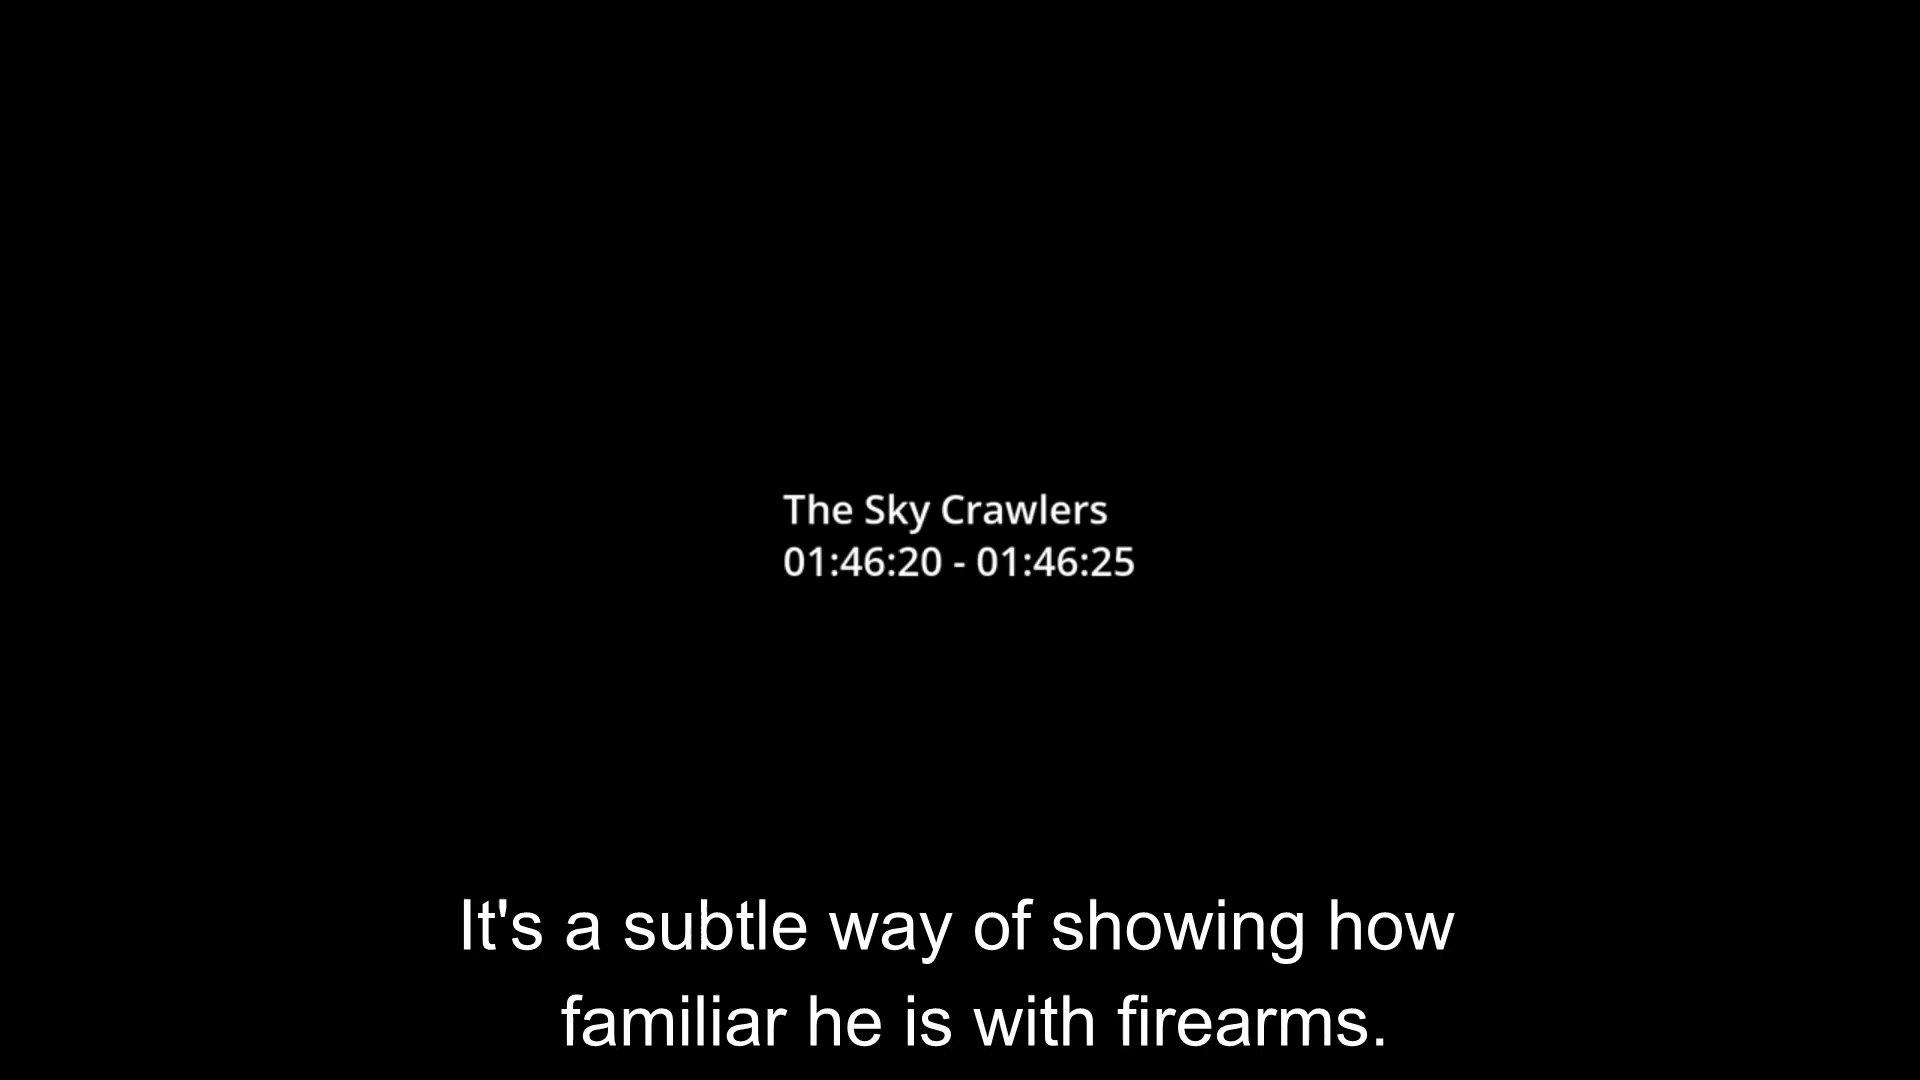 The Sky Crawlers
01:46:20 - 01:46:25
It's a subtle way of showing how
familiar he is with firearms.